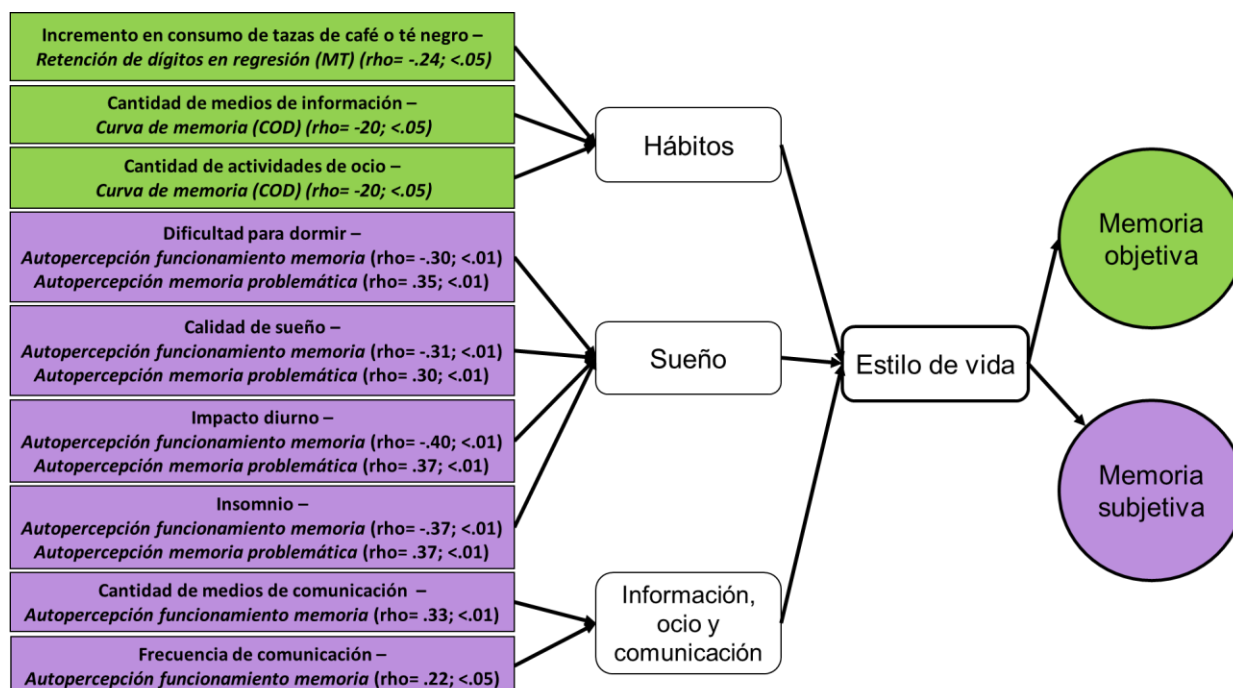 Incremento en consumo de tazas de café o té negro –
Retención de dígitos en regresión (MT) (rho= -.24; <.05)
Cantidad de medios de información –
Curva de memoria (COD) (rho= -20; <.05)
Cantidad de actividades de ocio –
Curva de memoria (COD) (rho= -20; <.05)
Dificultad para dormir –
Autopercepción funcionamiento memoria (rho= -.30; <.01)
Autopercepción memoria problemática (rho= .35; <.01)
Calidad de sueño –
Autopercepción funcionamiento memoria (rho= -.31; <.01)
Autopercepción memoria problemática (rho= .30; <.01)
Impacto diurno –
Autopercepción funcionamiento memoria (rho= -.40; <.01)
Autopercepción memoria problemática (rho= .37; <.01)
Insomnio –
Autopercepción funcionamiento memoria (rho= -.37; <.01)
Autopercepción memoria problemática (rho= .37; <.01)
Cantidad de medios de comunicación –
Autopercepción funcionamiento memoria (rho= .33; <.01)
Frecuencia de comunicación –
Autopercepción funcionamiento memoria (rho= .22; <.05)
Hábitos
Sueño
Información,
ocio y
comunicación
Estilo de vida
Memoria
objetiva
Memoria
subjetiva